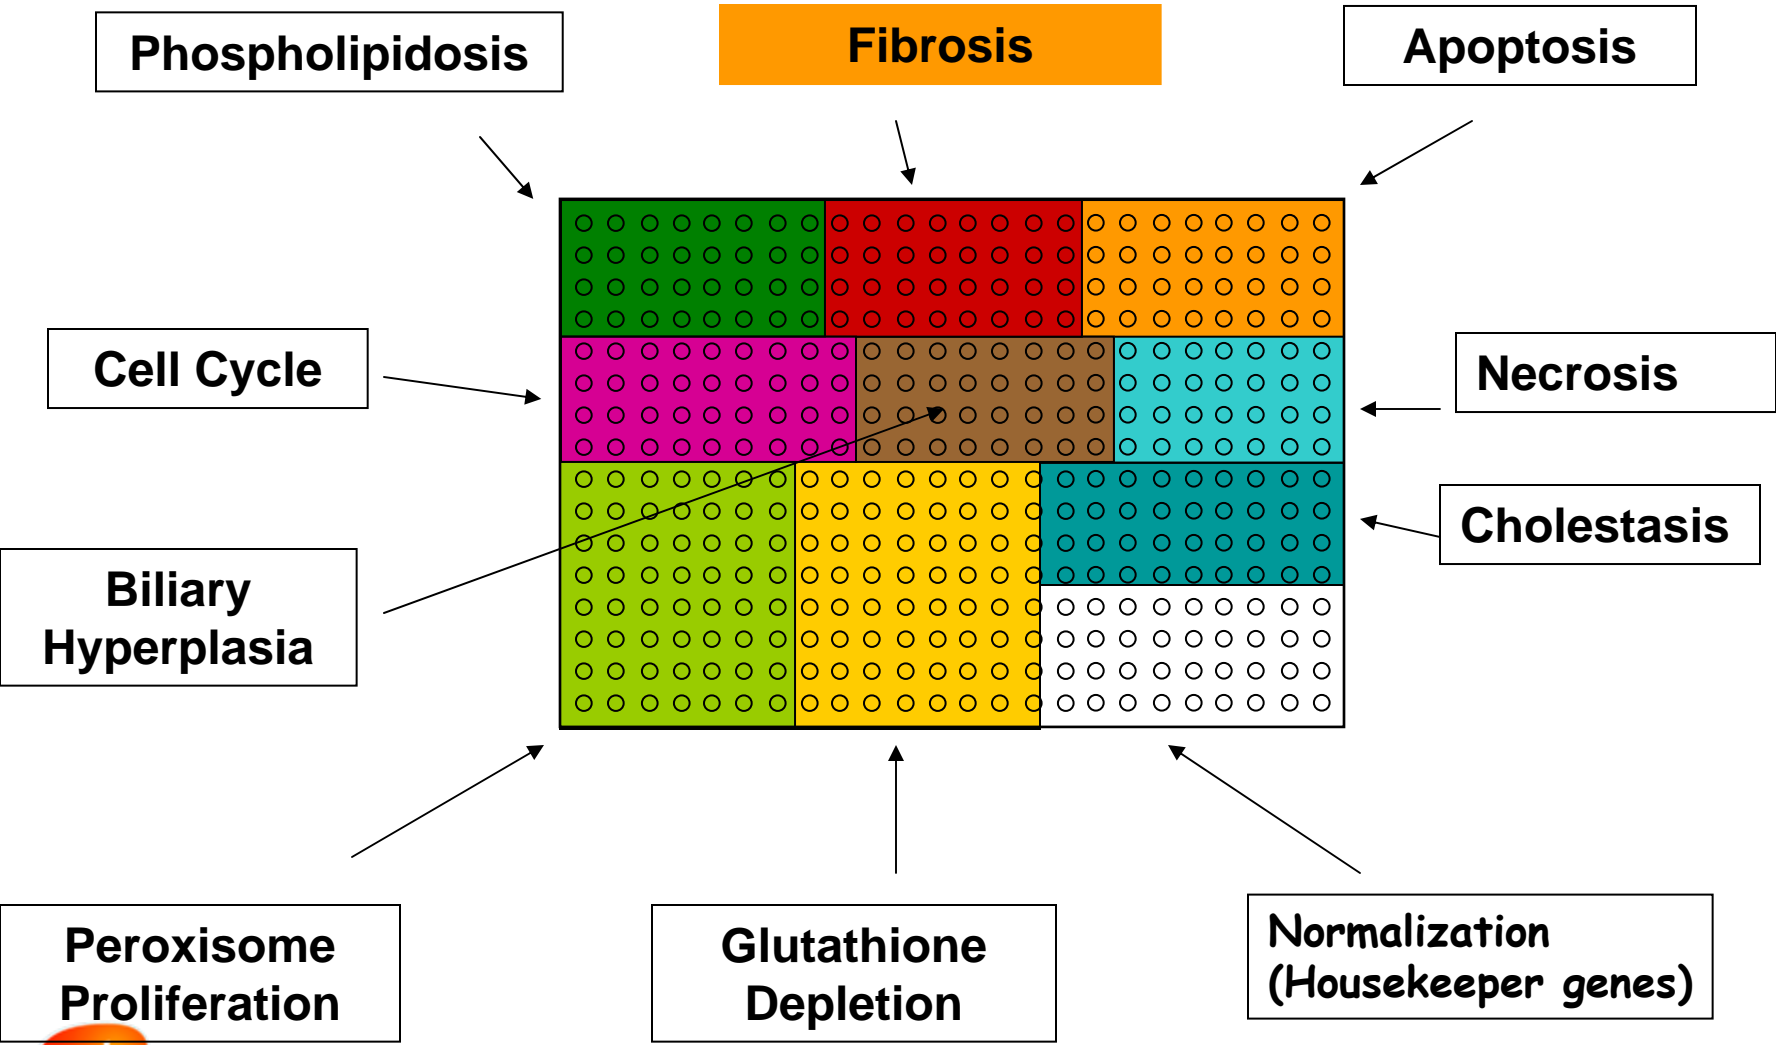 Phospholipidosis
Fibrosis
Apoptosis
Cell Cycle
Necrosis
Cholestasis
Biliary
Hyperplasia
Peroxisome
Proliferation
Glutathione
Depletion
Normalization
(Housekeeper genes)